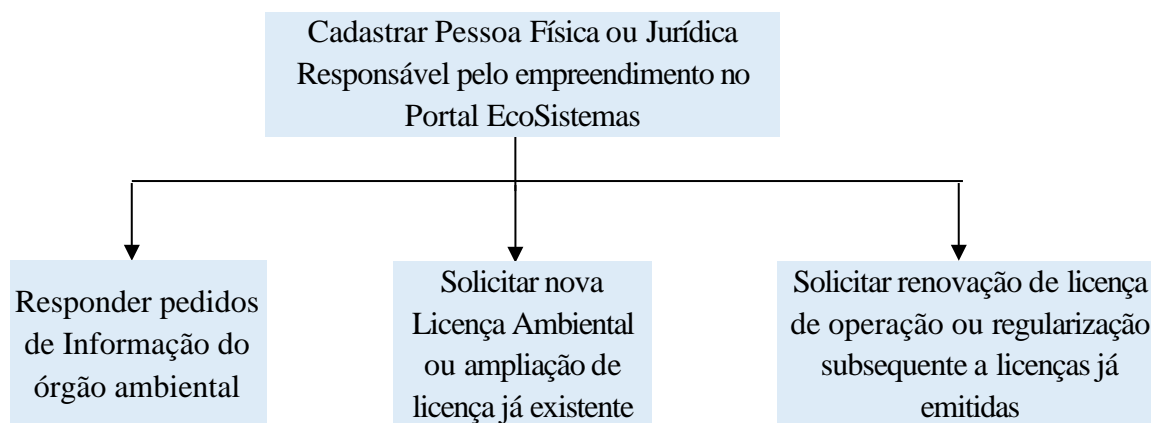 Cadastrar Pessoa Física ou Jurídica
Responsável pelo empreendimento no
Portal EcoSistemas
Responder pedidos
de Informação do
órgão ambiental
Solicitar nova
Licença Ambiental
ou ampliação de
licença já existente
Solicitar renovação de licença
de operação ou regularização
subsequente a licenças já
emitidas